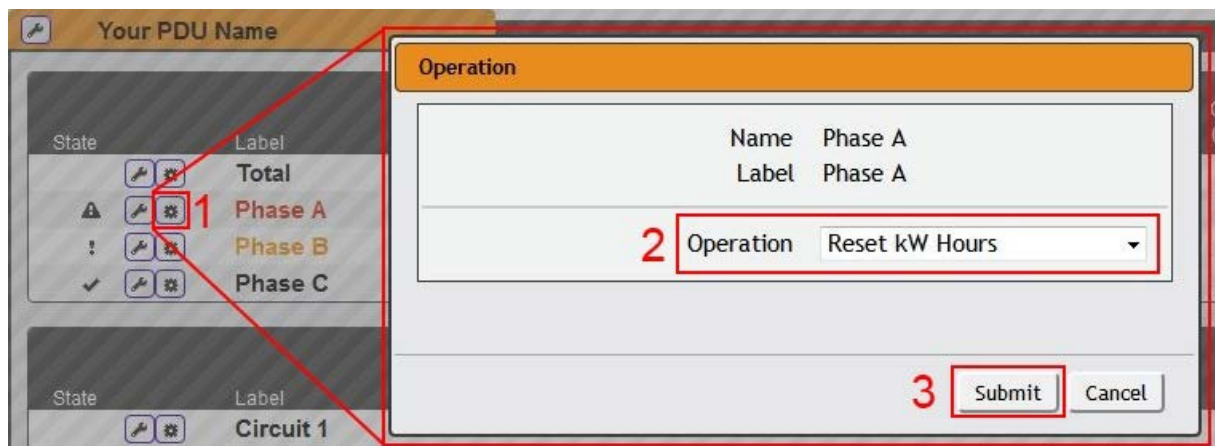 Your PDU Name
State Label
Total
1 Phase A
Phase B
Phase C
State Label
Circuit 1
Operation
Name Phase A
Label Phase A
2 Operation Reset kW Hours
3 Submit Cancel